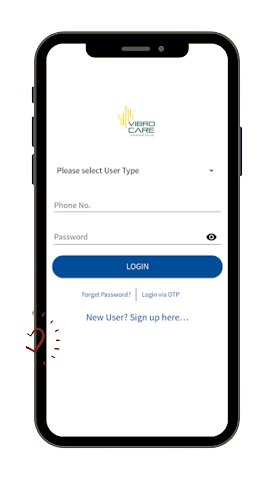 VIBRO
CARE
Please select User Type
Phone No.
Password
LOGIN
Forget Password? Login via OTP
New User? Sign up here...